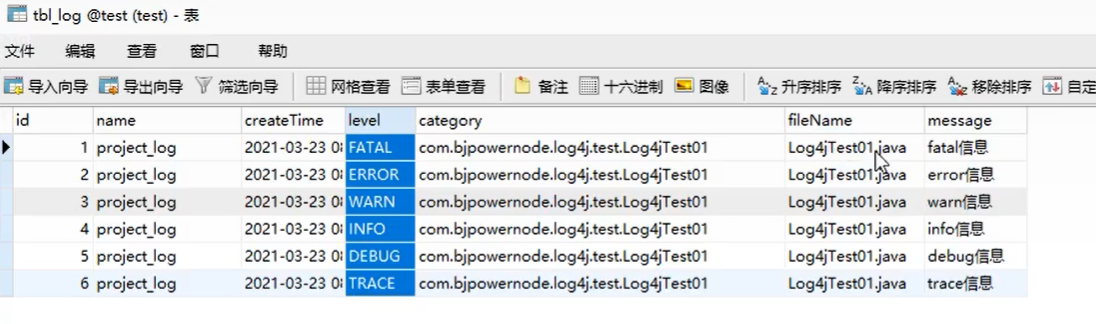 tbl_log @test (test) - 表
文件 编辑 查看 窗口 帮助
导入向导 导出向导 筛选向导 网格查看 表单查看 备注 十六进制 图像 升序排序 降序排序 移除排序 自定
id name createTime level category fileName message
1 project_log 2021-03-23 08 FATAL com.bjpowernode.log4j.test.Log4jTest01 Log4jTest01.java fatal信息
2 project_log 2021-03-23 08 ERROR com.bjpowernode.log4j.test.Log4jTest01 Log4jTest01.java error信息
3 project_log 2021-03-23 08 WARN com.bjpowernode.log4j.test.Log4jTest01 Log4jTest01.java warn信息
4 project_log 2021-03-23 08 INFO com.bjpowernode.log4j.test.Log4jTest01 Log4jTest01.java info信息
5 project_log 2021-03-23 08 DEBUG com.bjpowernode.log4j.test.Log4jTest01 Log4jTest01.java debug信息
6 project_log 2021-03-23 08 TRACE com.bjpowernode.log4j.test.Log4jTest01 Log4jTest01.java trace信息